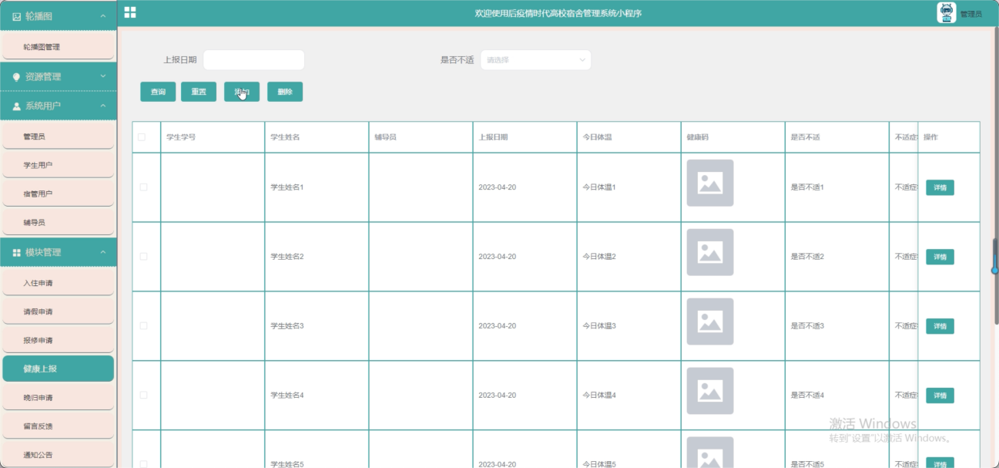 轮播图
欢迎使用后疫情时代高校宿舍管理系统小程序
管理员
轮播图管理
资源管理
系统用户
管理员
学生用户
宿管用户
辅导员
模块管理
入住申请
请假申请
报修申请
健康上报
晚归申请
留言反馈
通知公告
上报日期
是否不适 请选择
查询 重置 添加 删除
学生学号 学生姓名 辅导员 上报日期 今日体温 健康码 是否不适 不适症 操作
学生姓名1 2023-04-20 今日体温1 是否不适1 不适症 详情
学生姓名2 2023-04-20 今日体温2 是否不适2 不适症 详情
学生姓名3 2023-04-20 今日体温3 是否不适3 不适症 详情
学生姓名4 2023-04-20 今日体温4 是否不适4 不适症 详情
学生姓名5 2023-04-20 今日体温5 是否不适5 不适症 详情
激活 Windows
转到"设置"以激活 Windows。